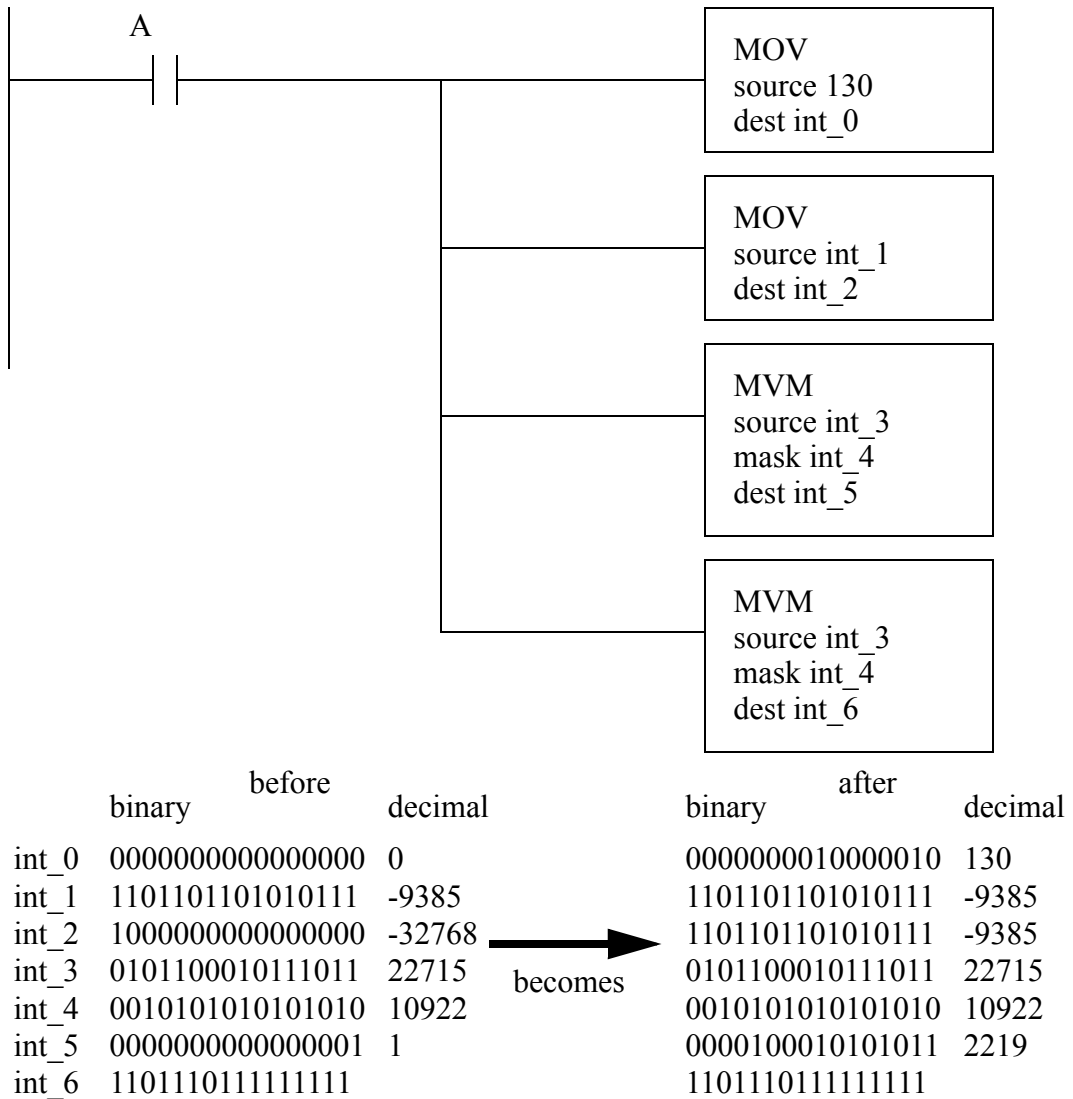 A
MOV
source 130
dest int_0
MOV
source int_1
dest int_2
MVM
source int_3
mask int_4
dest int_5
MVM
source int_3
mask int_4
dest int_6
before
after
binary decimal binary decimal
int_0 0000000000000000 0 0000000010000010 130
int_1 1101101101010111 -9385 1101101101010111 -9385
int_2 1000000000000000 -32768 1101101101010111 -9385
int_3 0101100010111011 22715 0101100010111011 22715
becomes
int_4 0010101010101010 10922 0010101010101010 10922
int_5 0000000000000001 1 0000100010101011 2219
int_6 1101110111111111 1101110111111111